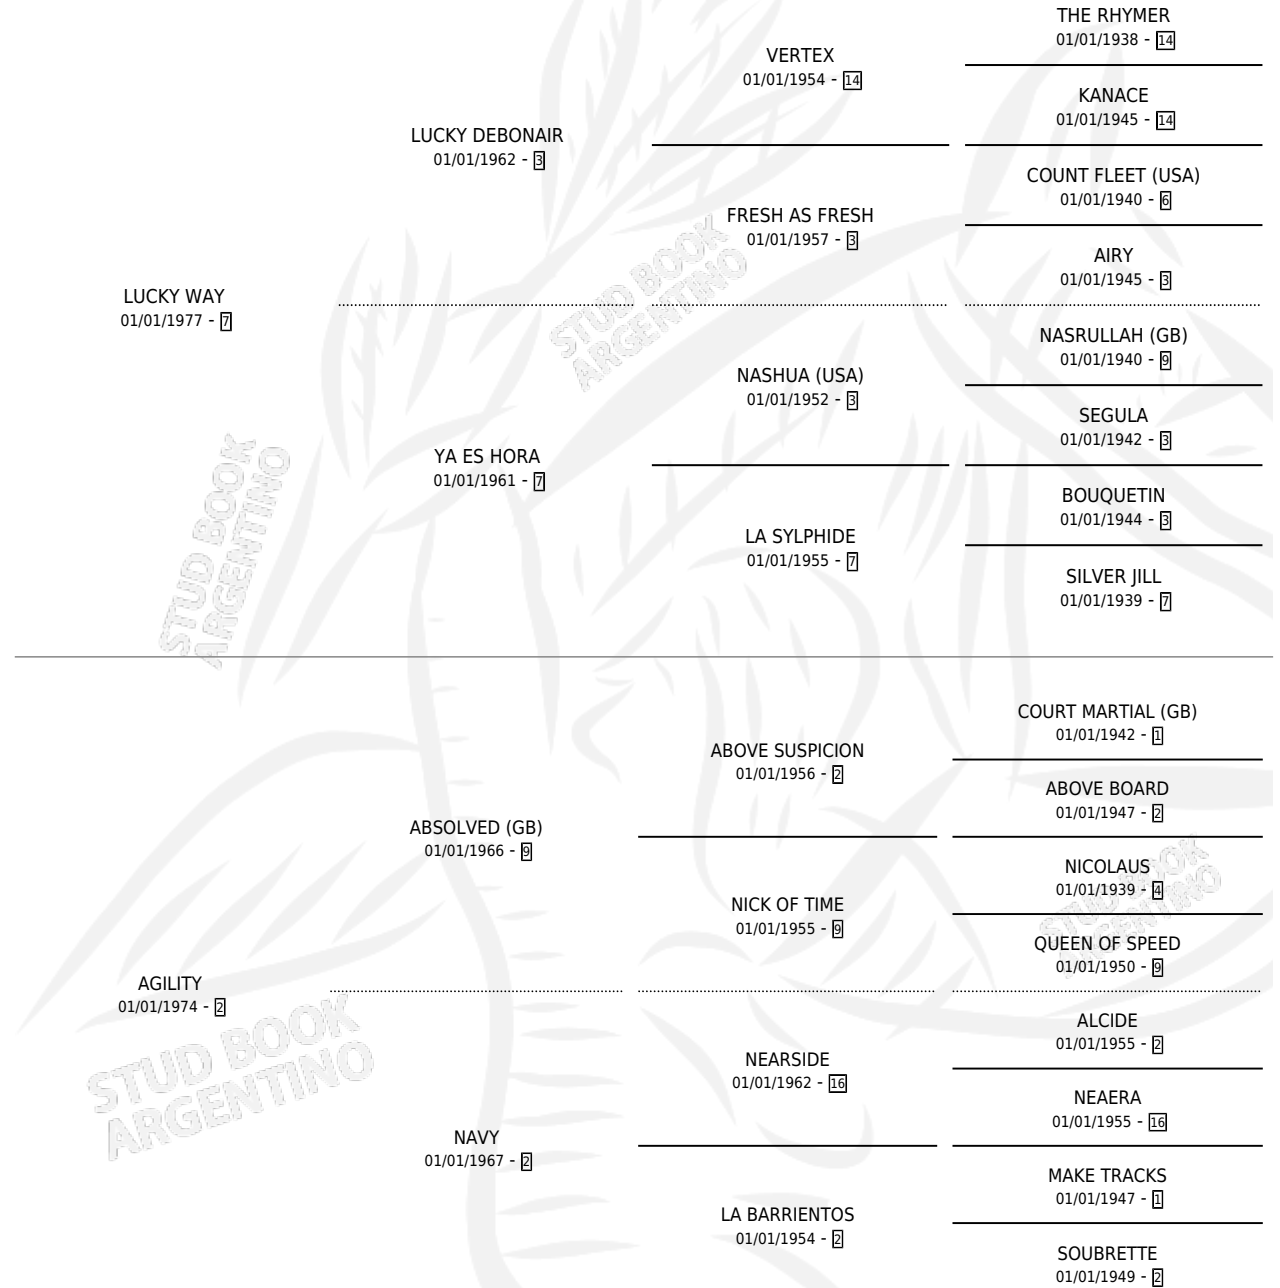 THE RHYMER
01/01/1938 - 14
VERTEX
01/01/1954 - 14
KANACE
01/01/1945 - 14
LUCKY DEBONAIR
01/01/1962 - 3
COUNT FLEET (USA)
01/01/1940 - 6
FRESH AS FRESH
01/01/1957 - 3
AIRY
01/01/1945 - 3
LUCKY WAY
01/01/1977 - 7
NASRULLAH (GB)
01/01/1940 - 9
NASHUA (USA)
01/01/1952 - 3
SEGULA
01/01/1942 - 3
YA ES HORA
01/01/1961 - 7
BOUQUETIN
01/01/1944 - 3
LA SYLPHIDE
01/01/1955 - 7
SILVER JILL
01/01/1939 - 7
STUD BOOK
ARGENTINO
STUD BOOK
ARGENTINO
COURT MARTIAL (GB)
01/01/1942 - 1
ABOVE SUSPICION
01/01/1956 - 2
ABOVE BOARD
01/01/1947 - 2
ABSOLVED (GB)
01/01/1966 - 9
NICOLAUS
01/01/1939 - 4
NICK OF TIME
01/01/1955 - 9
QUEEN OF SPEED
01/01/1950 - 9
STUD BOOK
ARGENTINO
AGILITY
01/01/1974 - 2
ALCIDE
01/01/1955 - 2
NEARSIDE
01/01/1962 - 16
NEAERA
01/01/1955 - 16
NAVY
01/01/1967 - 2
MAKE TRACKS
01/01/1947 - 1
LA BARRIENTOS
01/01/1954 - 2
SOUBRETTE
01/01/1949 - 2
STUD BOOK
ARGENTINO